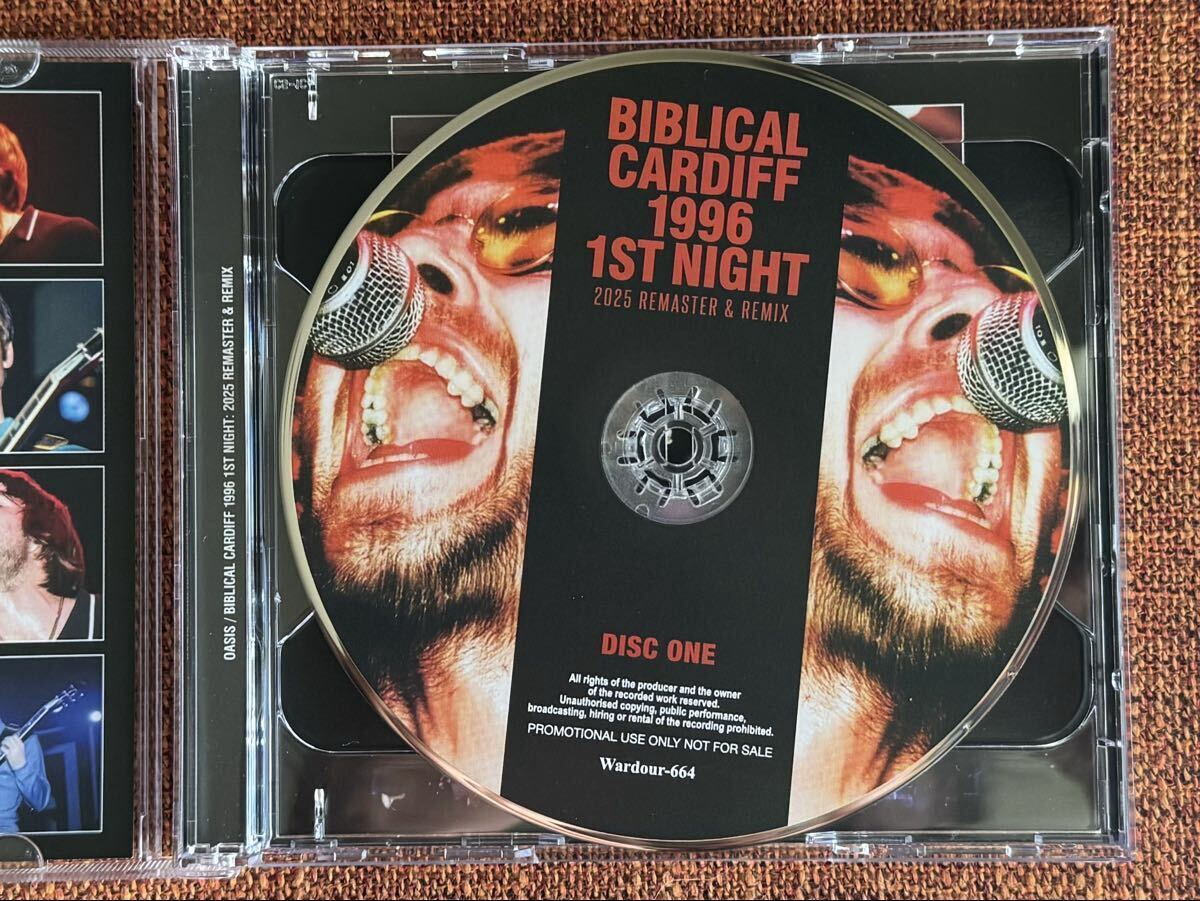 OASIS / BIBLICAL CARDIFF 1996 1ST NIGHT: 2025 REMASTER & REMIX
BIBLICAL
CARDIFF
1996
1ST NIGHT
2025 REMASTER & REMIX
DISC ONE
All rights of the producer and the owner
of the recorded work reserved.
Unauthorised copying, public performance,
broadcasting, hiring or rental of the recording prohibited.
PROMOTIONAL USE ONLY NOT FOR SALE
Wardour-664